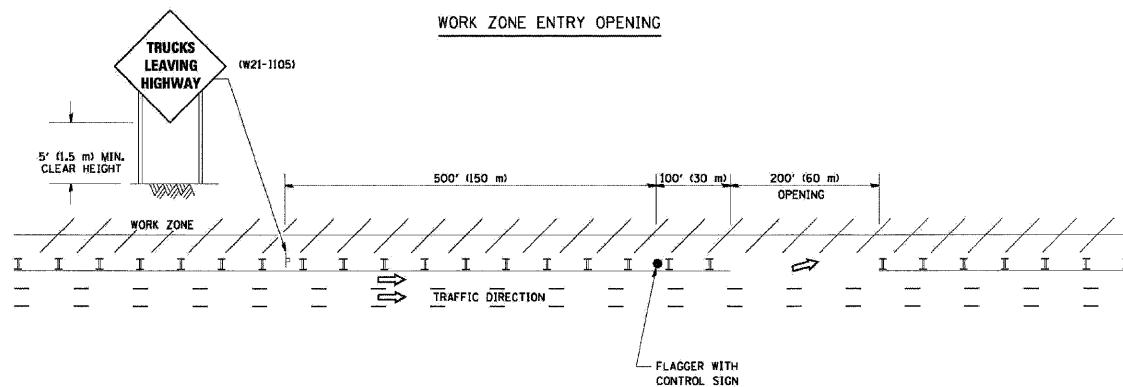 WORK ZONE ENTRY OPENING
TRUCKS
LEAVING
HIGHWAY
(W21-1105)
5' (1.5 m) MIN.
CLEAR HEIGHT
500' (150 m)
100' (30 m)
200' (60 m)
OPENING
WORK ZONE
TRAFFIC DIRECTION
FLAGGER WITH
CONTROL SIGN